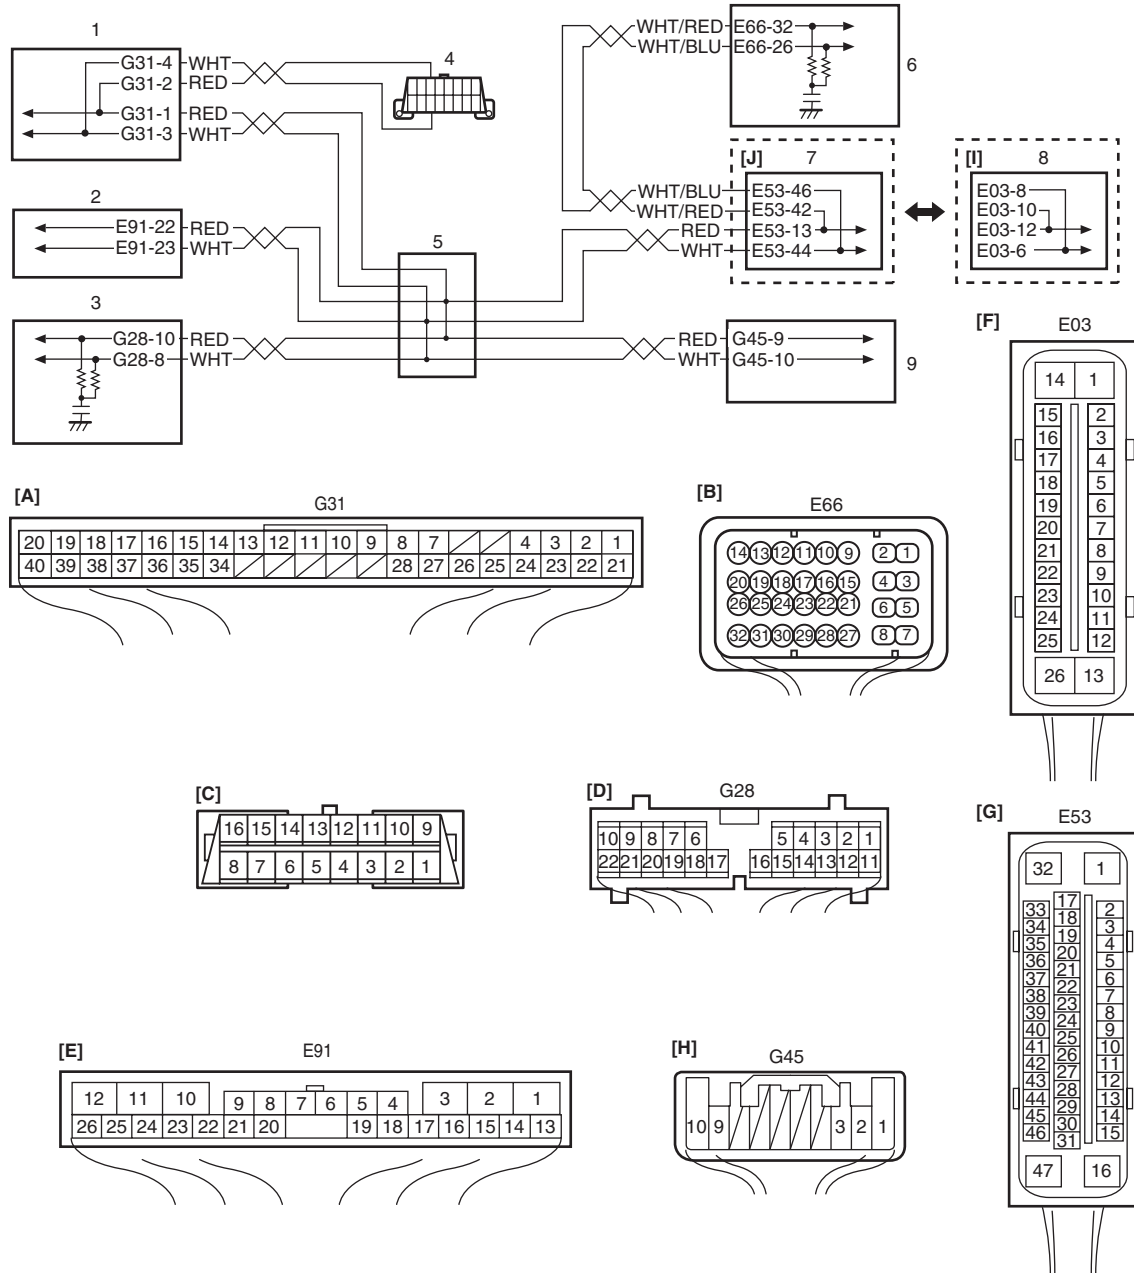 1
G31-4 WHT
G31-2 RED
G31-1 RED
G31-3 WHT
4
WHT/RED E66-32
WHT/BLU E66-26
6
2
E91-22 RED
E91-23 WHT
5
[J] 7
WHT/BLU E53-46
WHT/RED E53-42
RED E53-13
WHT E53-44
[I] 8
E03-8
E03-10
E03-12
E03-6
3
G28-10 RED
G28-8 WHT
RED G45-9
WHT G45-10
9
[A] G31
20 19 18 17 16 15 14 13 12 11 10 9 8 7 4 3 2 1
40 39 38 37 36 35 34 28 27 26 25 24 23 22 21
[B] E66
14 13 12 11 10 9 2 1
20 19 18 17 16 15 4 3
26 25 24 23 22 21 6 5
32 31 30 29 28 27 8 7
[F] E03
14 1
15 2
16 3
17 4
18 5
19 6
20 7
21 8
22 9
23 10
24 11
25 12
26 13
[C]
16 15 14 13 12 11 10 9
8 7 6 5 4 3 2 1
[D] G28
10 9 8 7 6 5 4 3 2 1
22 21 20 19 18 17 16 15 14 13 12 11
[G] E53
32 1
17
33 18 2
34 19 3
35 20 4
36 21 5
37 22 6
38 23 7
39 24 8
40 25 9
41 26 10
42 27 11
43 28 12
44 29 13
45 30 14
46 31 15
47 16
[E] E91
12 11 10 9 8 7 6 5 4 3 2 1
26 25 24 23 22 21 20 19 18 17 16 15 14 13
[H] G45
10 9 3 2 1